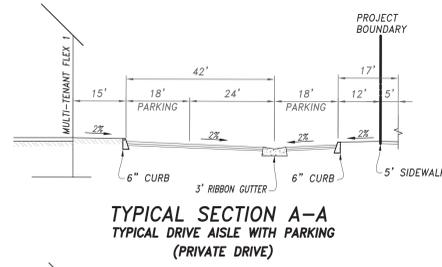 PROJECT
BOUNDARY
MULTI-TENANT FLEX 1
42'
17'
15'
18'
PARKING
24'
18'
PARKING
12'
5'
2%
2%
2%
2%
6" CURB
3' RIBBON GUTTER
6" CURB
5' SIDEWALK
TYPICAL SECTION A-A
TYPICAL DRIVE AISLE WITH PARKING
(PRIVATE DRIVE)